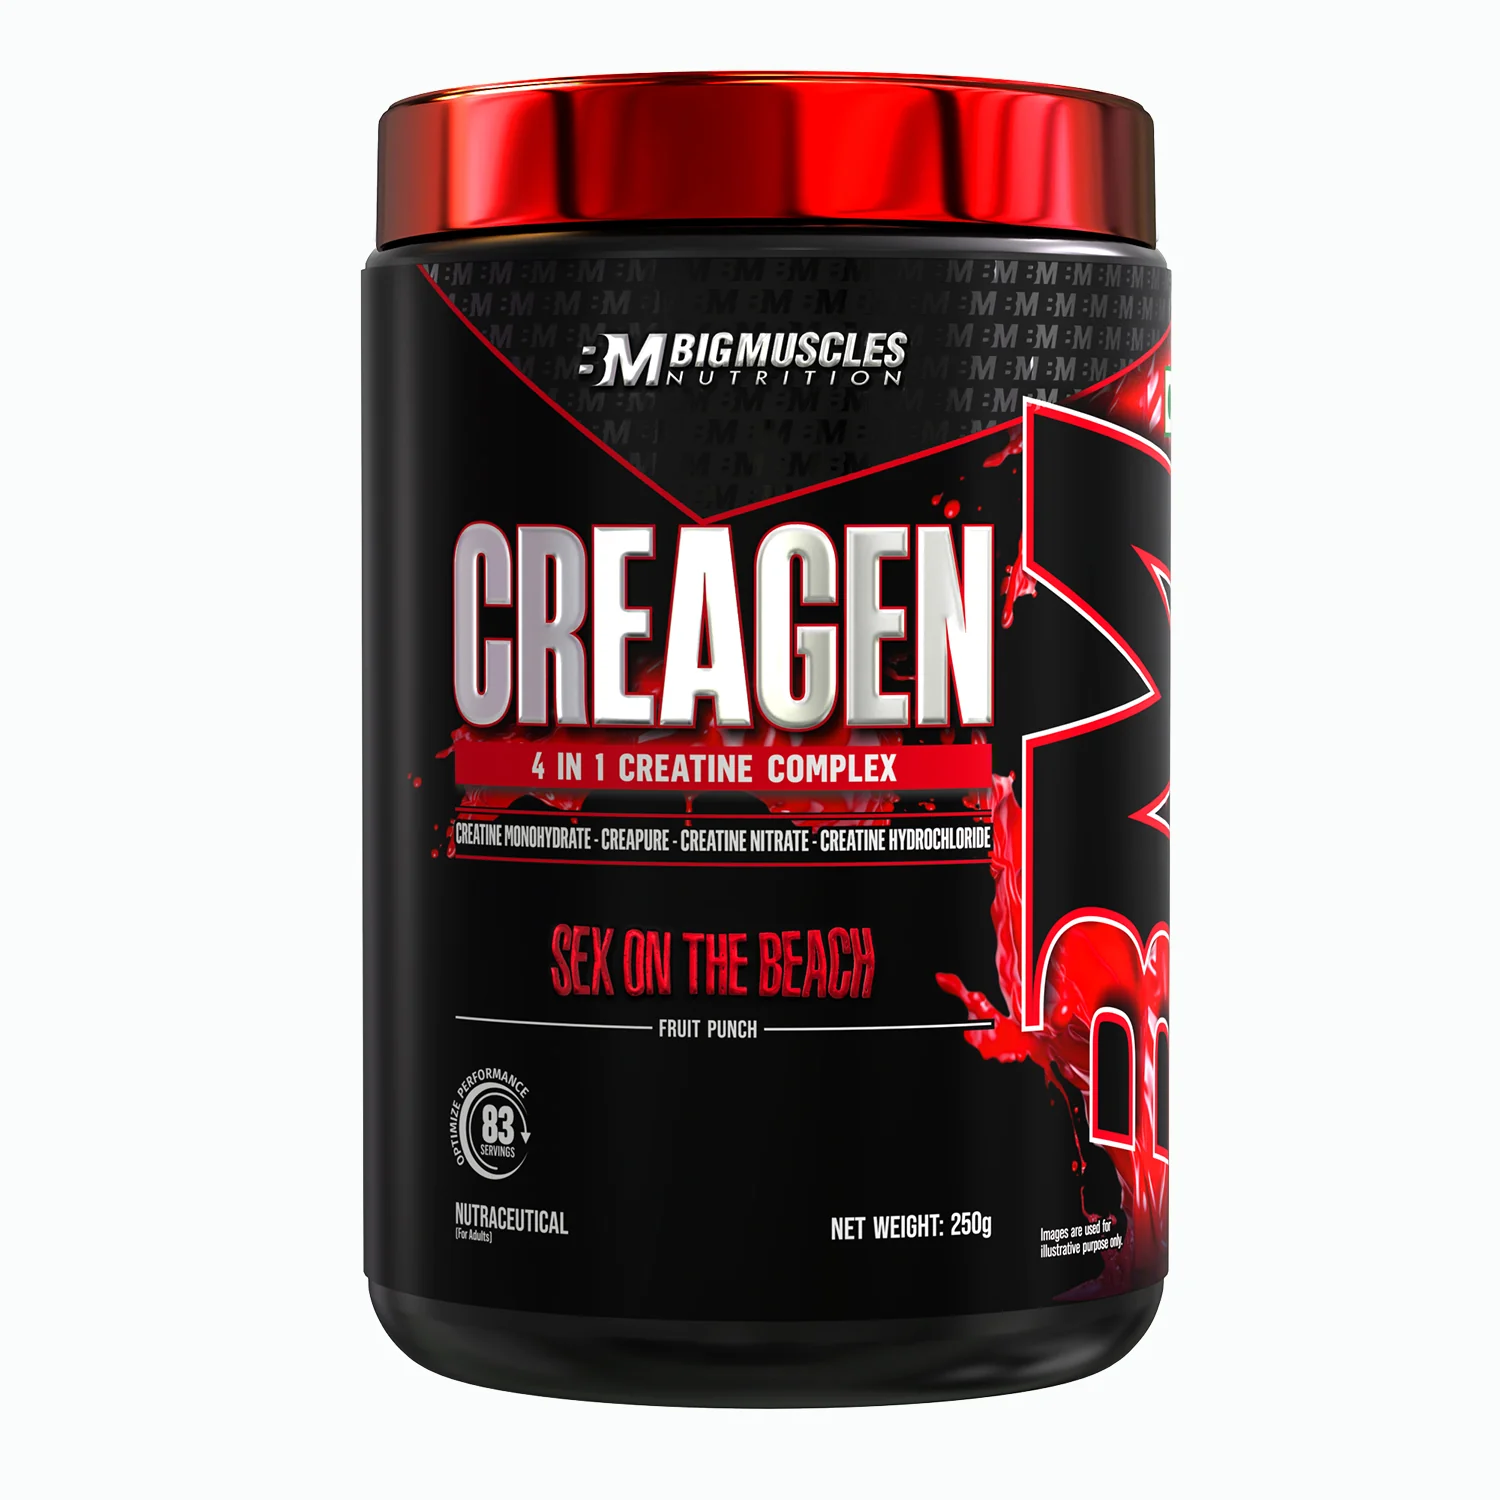 BM BIGMUSCLES
NUTRITION
CREAGEN
4 IN 1 CREATINE COMPLEX
CREATINE MONOHYDRATE - CREAPURE - CREATINE NITRATE - CREATINE HYDROCHLORIDE
SEX ON THE BEACH
FRUIT PUNCH
OPTIMIZE PERFORMANCE
83
SERVINGS
NUTRACEUTICAL
(For Adults)
NET WEIGHT: 250g
Images are used for
illustrative purpose only.